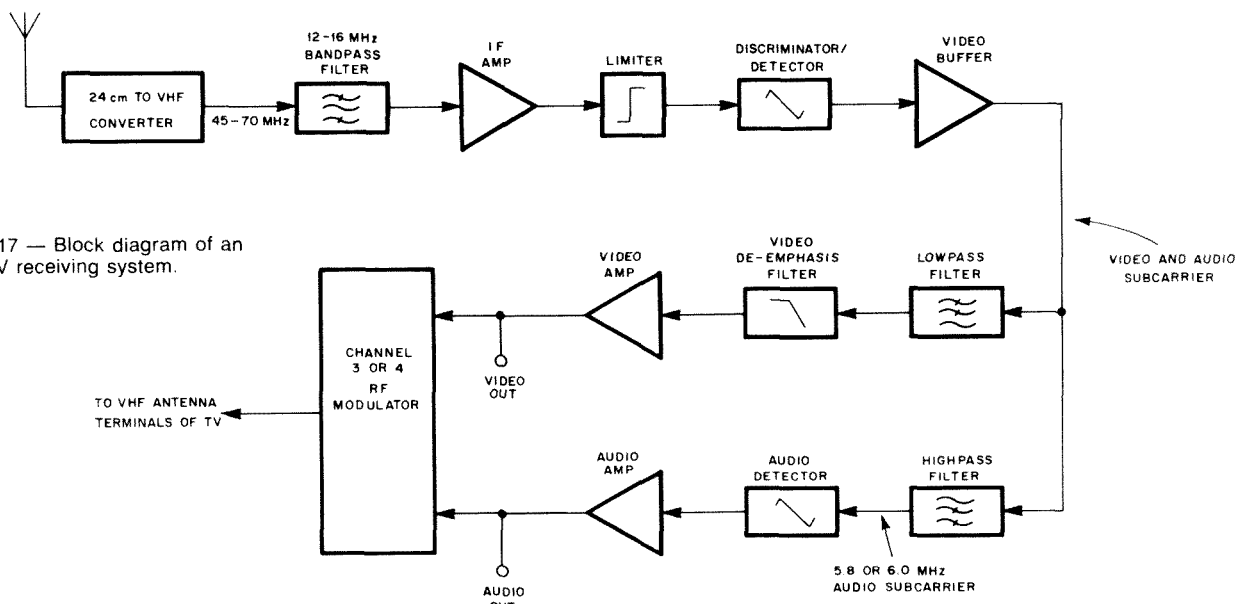 12-16 MHz
BANDPASS
FILTER
IF
AMP
LIMITER
DISCRIMINATOR/
DETECTOR
VIDEO
BUFFER
24 cm TO VHF
CONVERTER
45-70 MHz
17 — Block diagram of an
V receiving system.
VIDEO
AMP
VIDEO
DE-EMPHASIS
FILTER
LOWPASS
FILTER
VIDEO AND AUDIO
SUBCARRIER
CHANNEL
3 OR 4
RF
MODULATOR
VIDEO
OUT
TO VHF ANTENNA
TERMINALS OF TV
AUDIO
AMP
AUDIO
DETECTOR
HIGHPASS
FILTER
5.8 OR 6.0 MHz
AUDIO SUBCARRIER
AUDIO
OUT